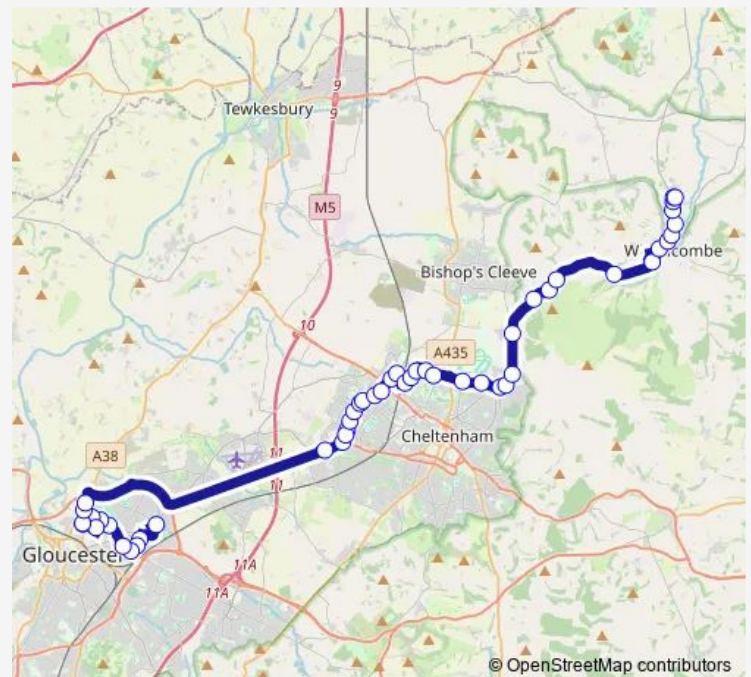 9
9
Tewkesbury
M5
W combe
Bishop's Cleeve
10
A435
Cheltenham
A38
11
11
Gloucester
11A
11A
© OpenStreetMap contributors